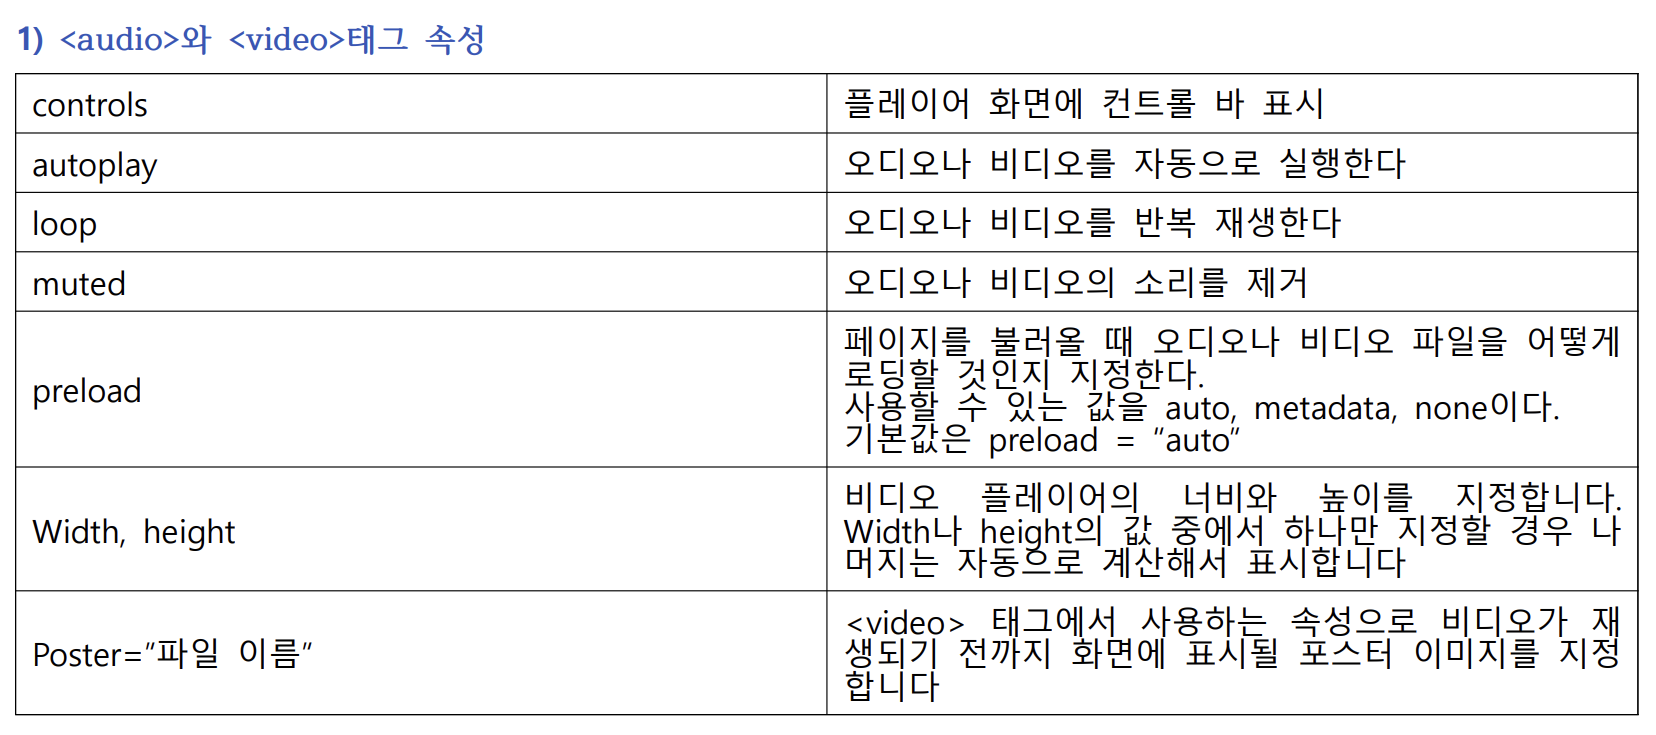 1) <audio>와 <video>태그 속성
controls
플레이어 화면에 컨트롤 바 표시
autoplay
오디오나 비디오를 자동으로 실행한다
loop
오디오나 비디오를 반복 재생한다
muted
오디오나 비디오의 소리를 제거
preload
페이지를 불러올 때 오디오나 비디오 파일을 어떻게
로딩할 것인지 지정한다.
사용할 수 있는 값을 auto, metadata, none이다.
기본값은 preload = “auto”
Width, height
비디오 플레이어의 너비와 높이를 지정합니다.
Width나 height의 값 중에서 하나만 지정할 경우 나
머지는 자동으로 계산해서 표시합니다
Poster=”파일 이름”
<video> 태그에서 사용하는 속성으로 비디오가 재
생되기 전까지 화면에 표시될 포스터 이미지를 지정
합니다